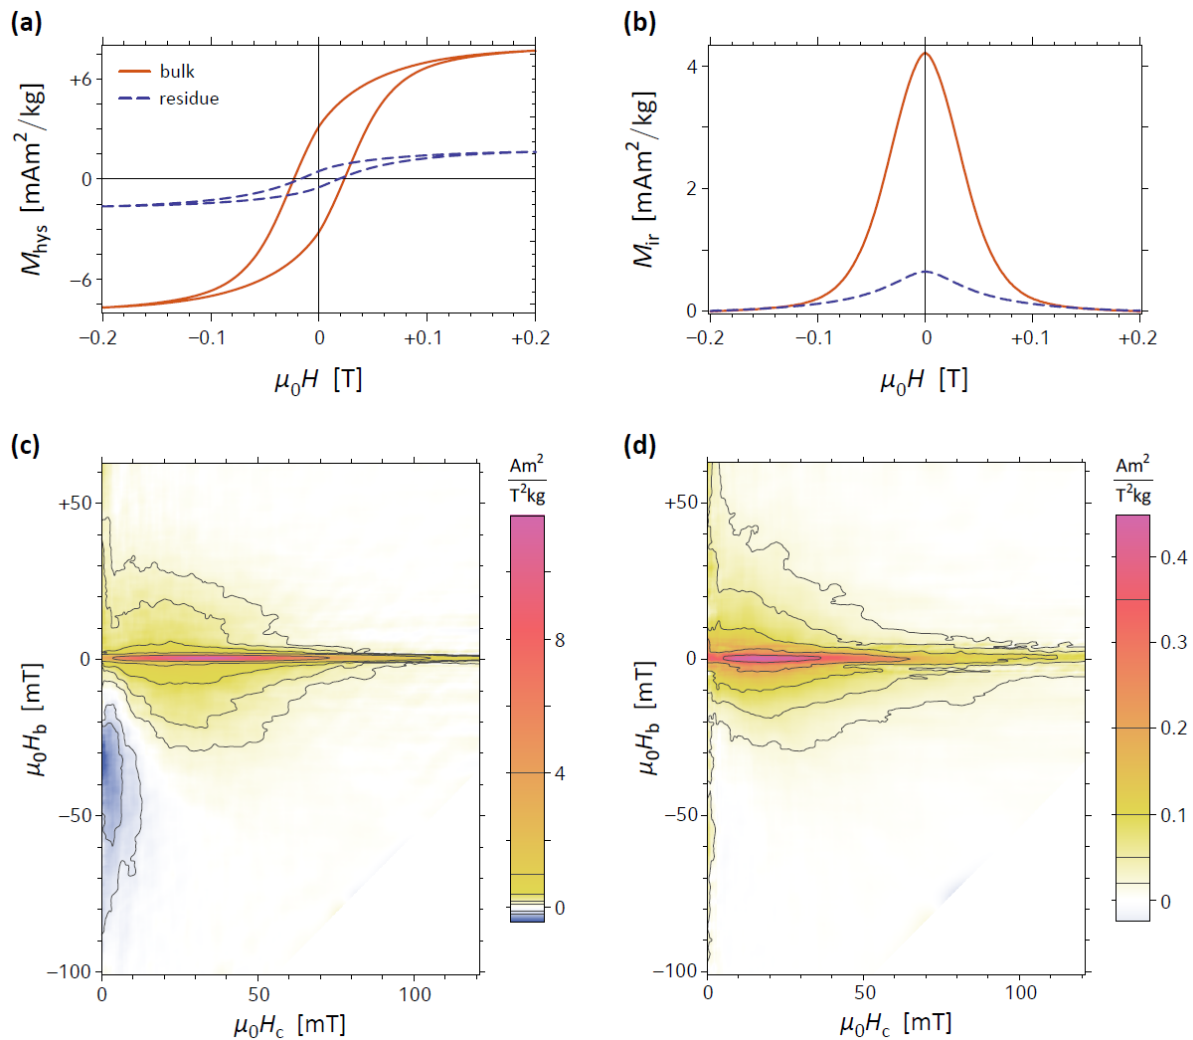 (a)
bulk
residue
+6
0
−6
M_hys [mAm²/kg]
−0.2
−0.1
0
+0.1
+0.2
μ₀H [T]
(b)
4
2
0
M_ir [mAm²/kg]
−0.2
−0.1
0
+0.1
+0.2
μ₀H [T]
(c)
Am²
T²kg
+50
0
−50
−100
μ₀H_b [mT]
8
4
0
0
50
100
μ₀H_c [mT]
(d)
Am²
T²kg
+50
0
−50
−100
μ₀H_b [mT]
0.4
0.3
0.2
0.1
0
0
50
100
μ₀H_c [mT]